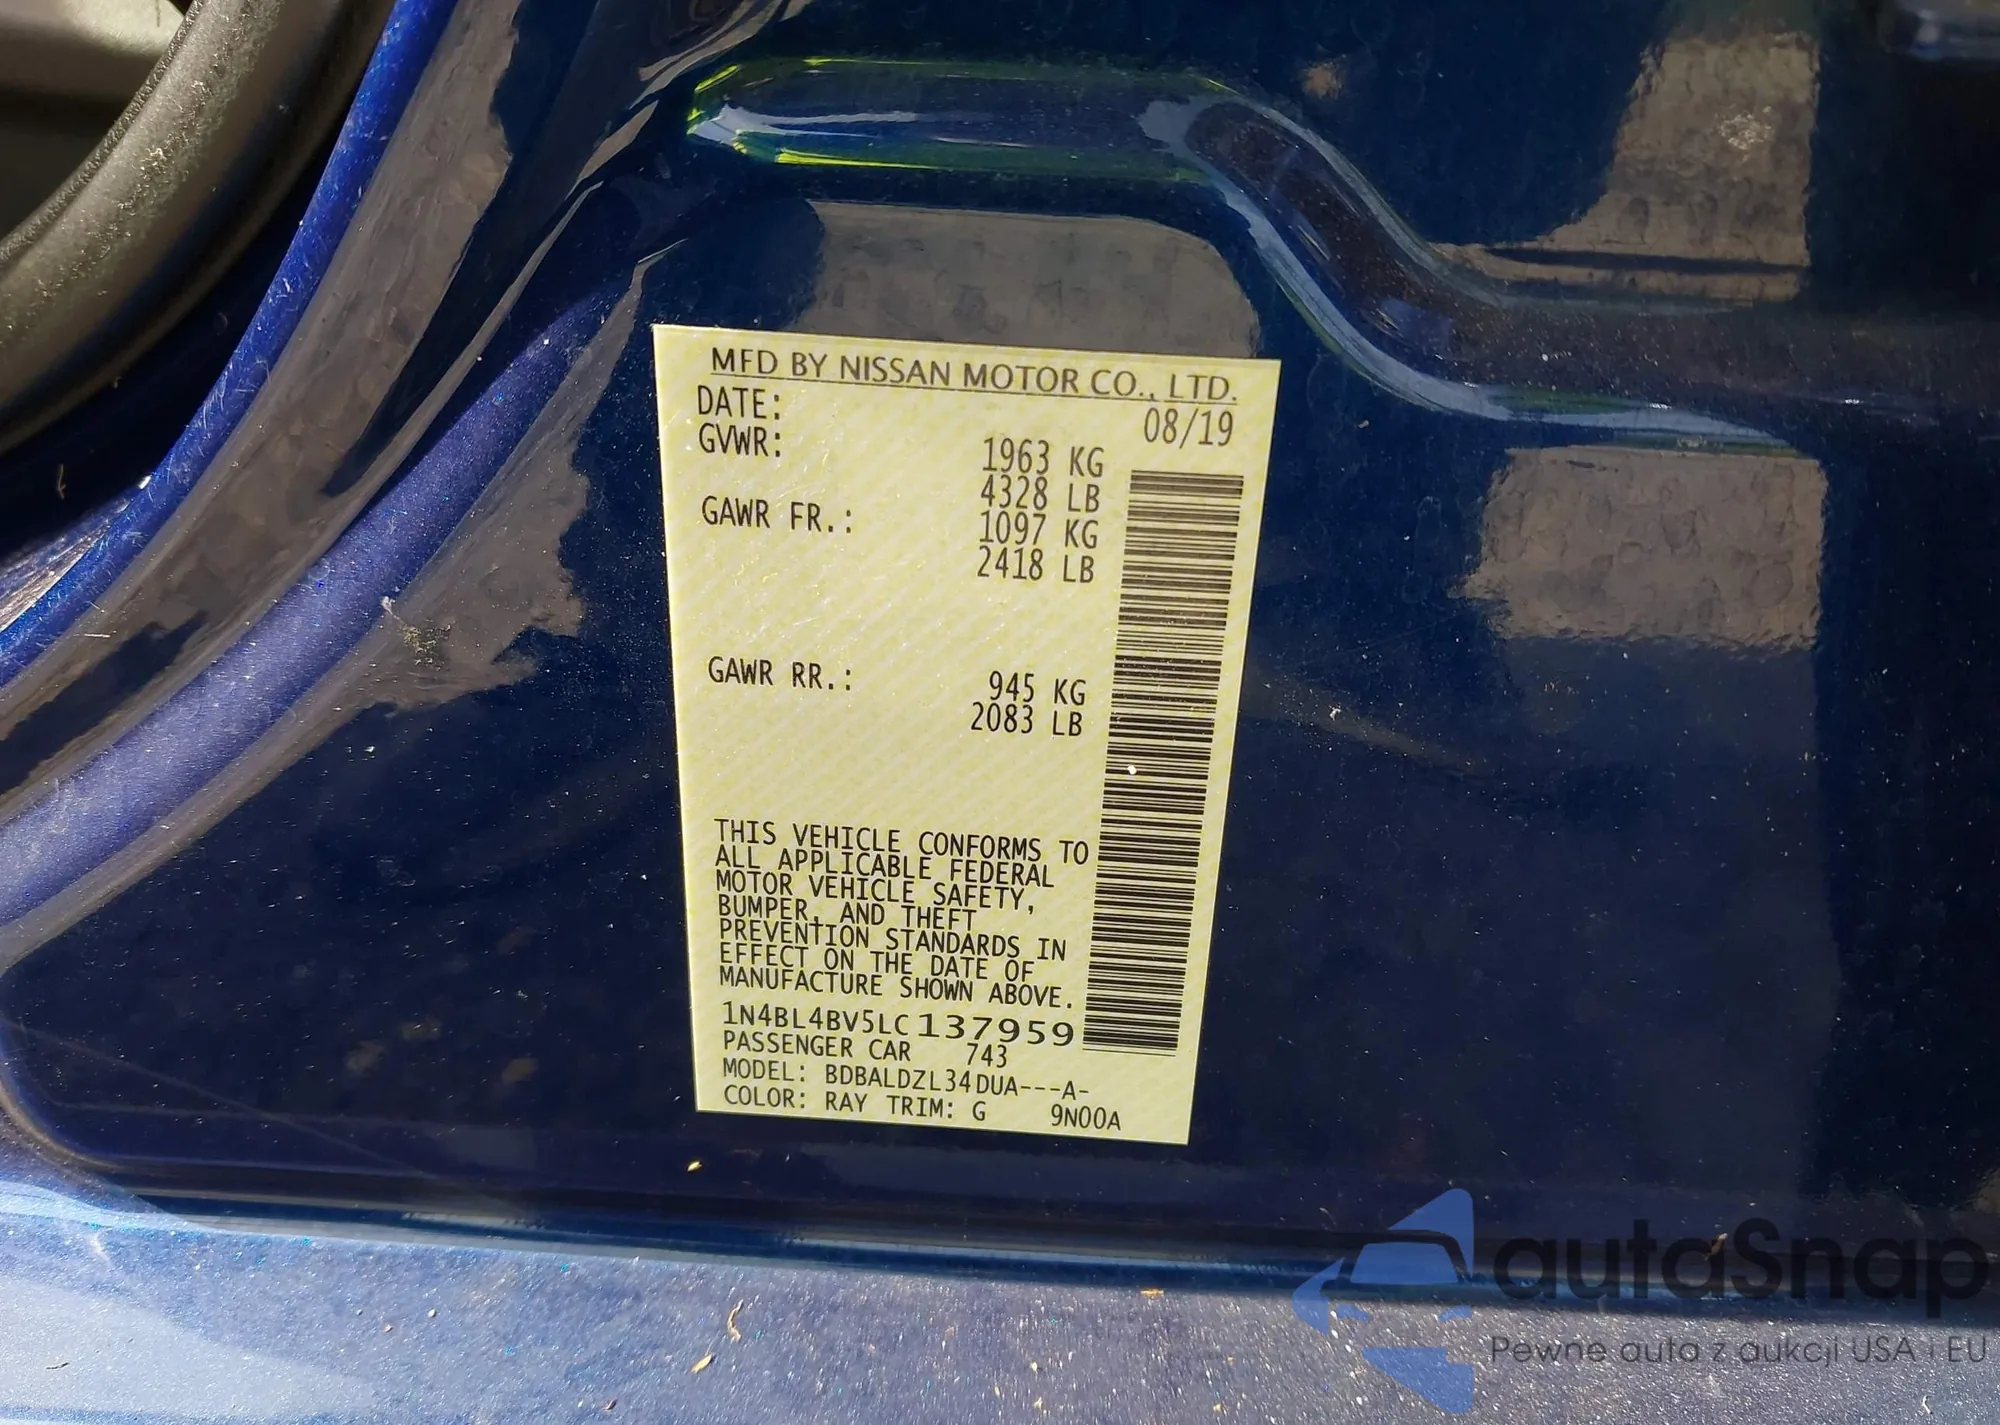 MFD BY NISSAN MOTOR CO., LTD.
DATE: 08/19
GVWR: 1963 KG
4328 LB
GAWR FR.: 1097 KG
2418 LB
GAWR RR.: 945 KG
2083 LB
THIS VEHICLE CONFORMS TO
ALL APPLICABLE FEDERAL
MOTOR VEHICLE SAFETY,
BUMPER, AND THEFT
PREVENTION STANDARDS IN
EFFECT ON THE DATE OF
MANUFACTURE SHOWN ABOVE.
1N4BL4BV5LC137959
PASSENGER CAR 743
MODEL: BDBALDZL34DUA---A-
COLOR: RAY TRIM: G 9N00A
autaSnap
Pewne auta z aukcji USA i EU